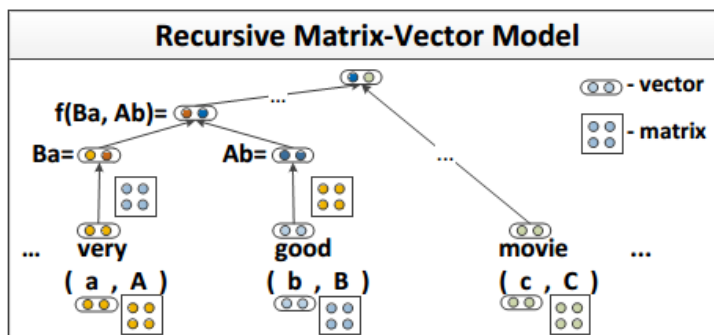 Recursive Matrix-Vector Model
... - vector
f(Ba, Ab)=
Ba= Ab= ... - matrix
... very good movie ...
( a , A ) ( b , B ) ( c , C )